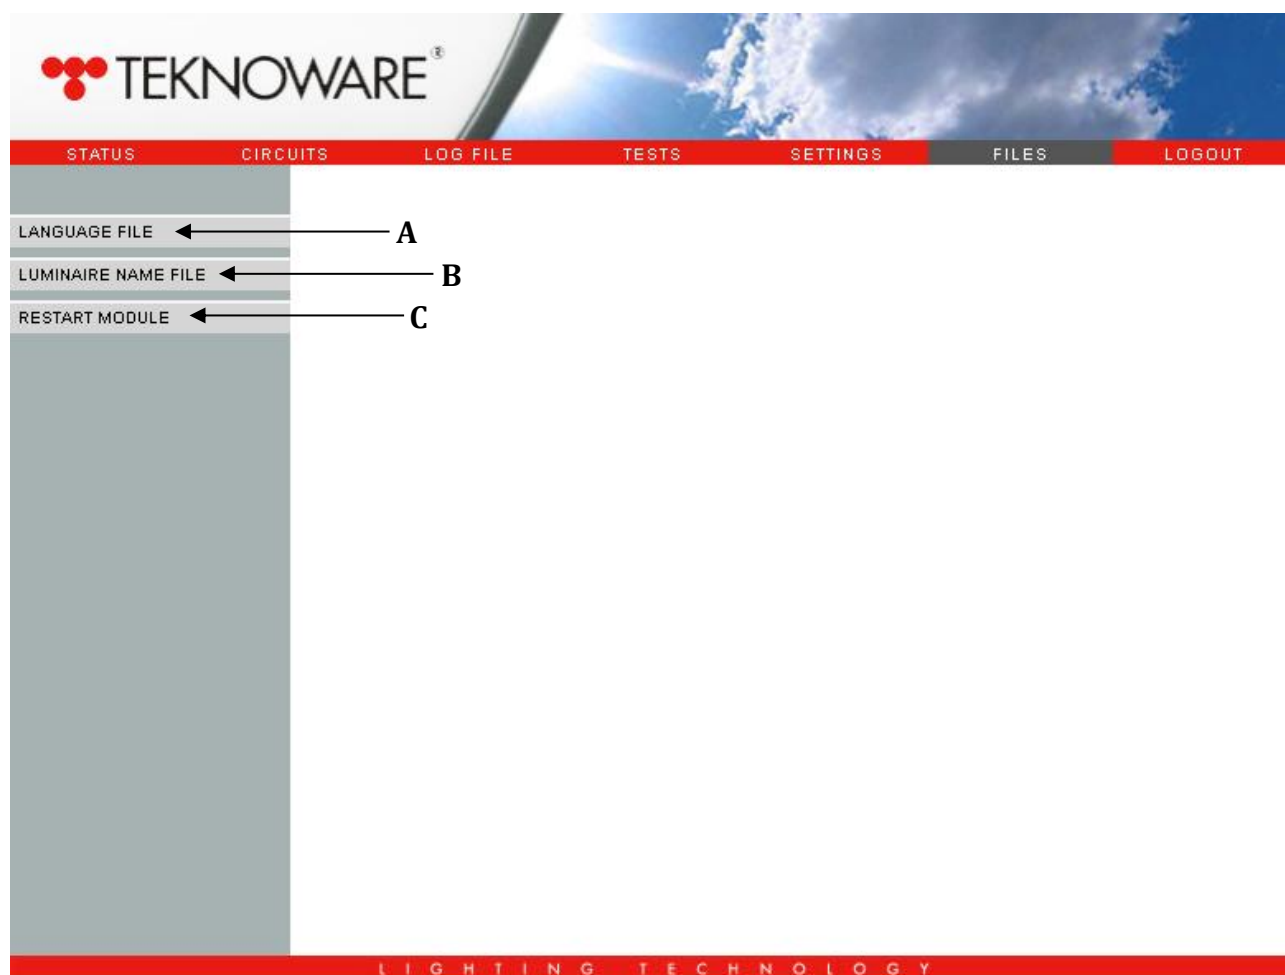 TEKNOWARE®
STATUS CIRCUITS LOG FILE TESTS SETTINGS FILES LOGOUT
LANGUAGE FILE A
LUMINAIRE NAME FILE B
RESTART MODULE C
LIGHTING TECHNOLOGY